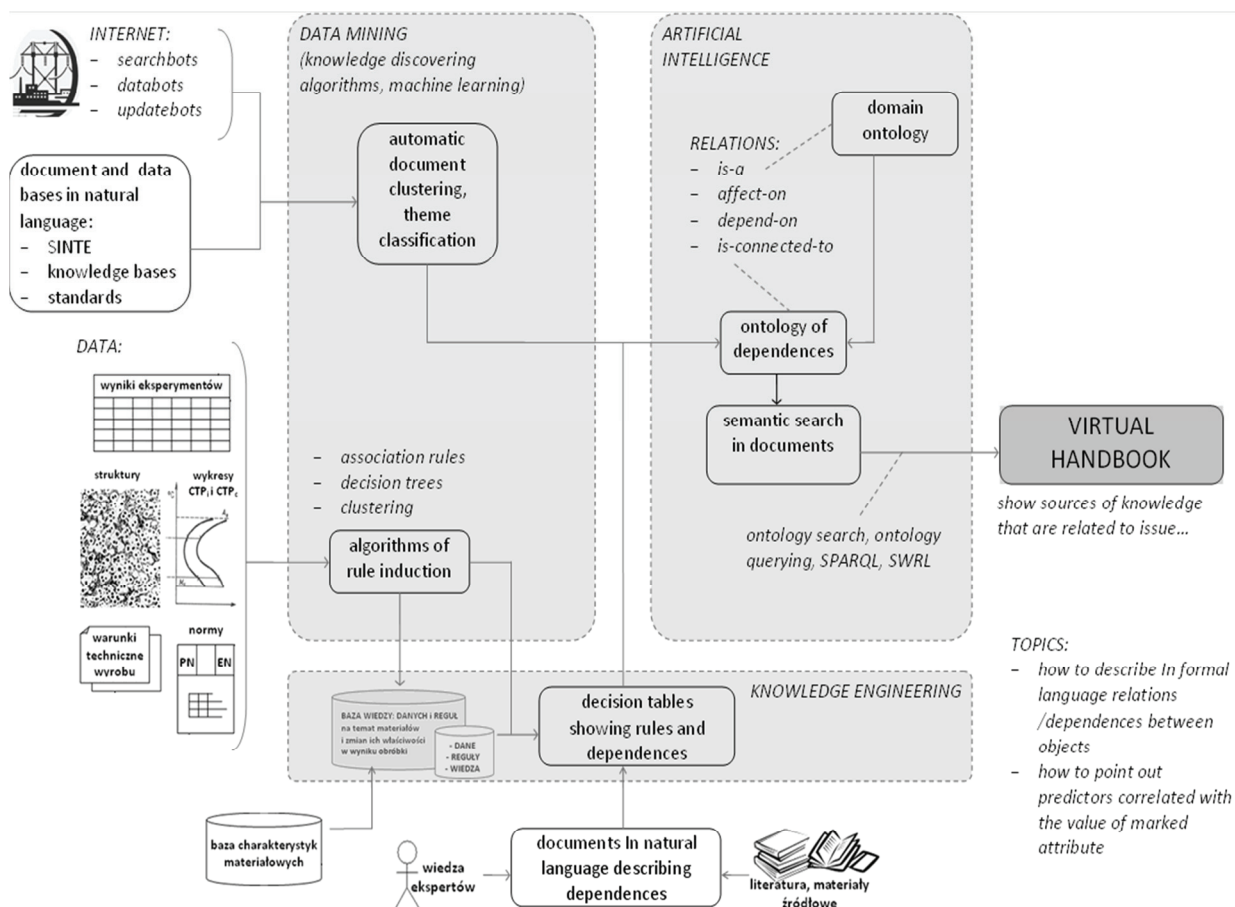 INTERNET:
– searchbots
– databots
– updatebots
document and data
bases in natural
language:
– SINTE
– knowledge bases
– standards
DATA:
wyniki eksperymentów
struktury
wykresy
CTPi i CTPc
warunki
techniczne
wyrobu
normy
PN EN
DATA MINING
(knowledge discovering
algorithms, machine learning)
automatic
document
clustering,
theme
classification
– association rules
– decision trees
– clustering
algorithms of
rule induction
ARTIFICIAL
INTELLIGENCE
domain
ontology
RELATIONS:
– is-a
– affect-on
– depend-on
– is-connected-to
ontology of
dependences
semantic search
in documents
ontology search, ontology
querying, SPARQL, SWRL
VIRTUAL
HANDBOOK
show sources of knowledge
that are related to issue...
KNOWLEDGE ENGINEERING
BAZA WIEDZY: DANYCH i REGUŁ
na temat materiałów
i zmian ich właściwości
w wyniku obróbki
- DANE
- REGUŁY
- WIEDZA
decision tables
showing rules and
dependences
baza charakterystyk
materiałowych
wiedza
ekspertów
documents In natural
language describing
dependences
literatura, materiały
źródłowe
TOPICS:
– how to describe In formal
language relations
/dependences between
objects
– how to point out
predictors correlated with
the value of marked
attribute